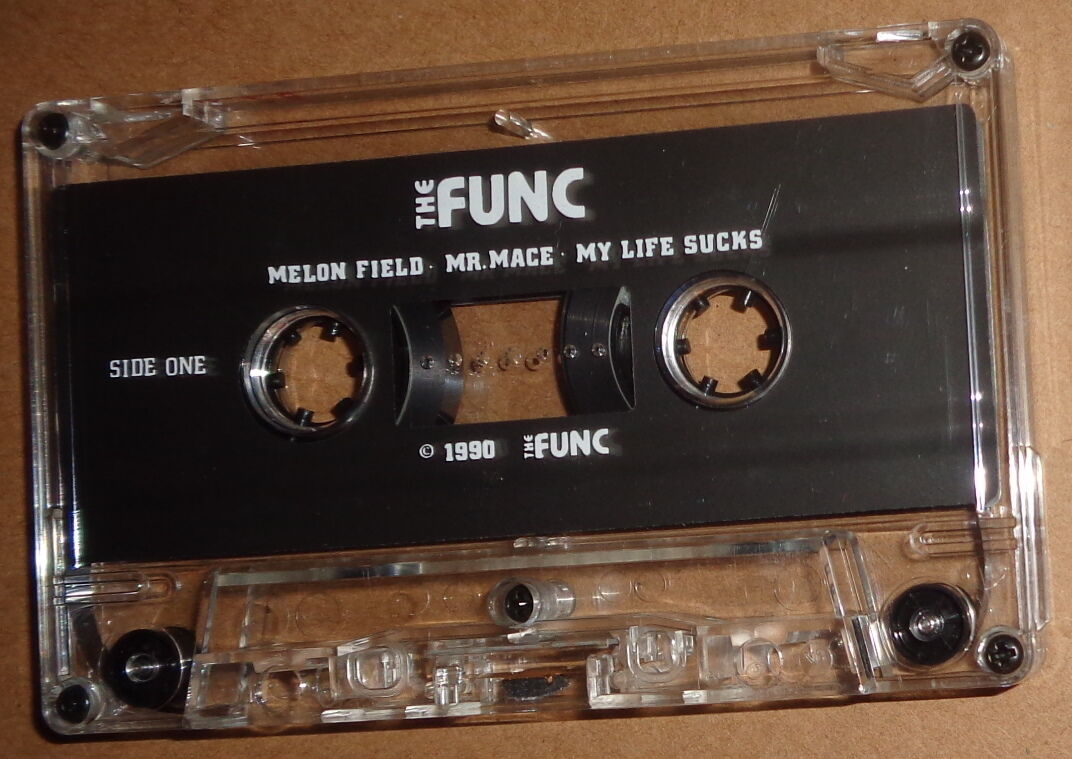 THE FUNC
MELON FIELD · MR.MACE · MY LIFE SUCKS
SIDE ONE
© 1990 THE FUNC